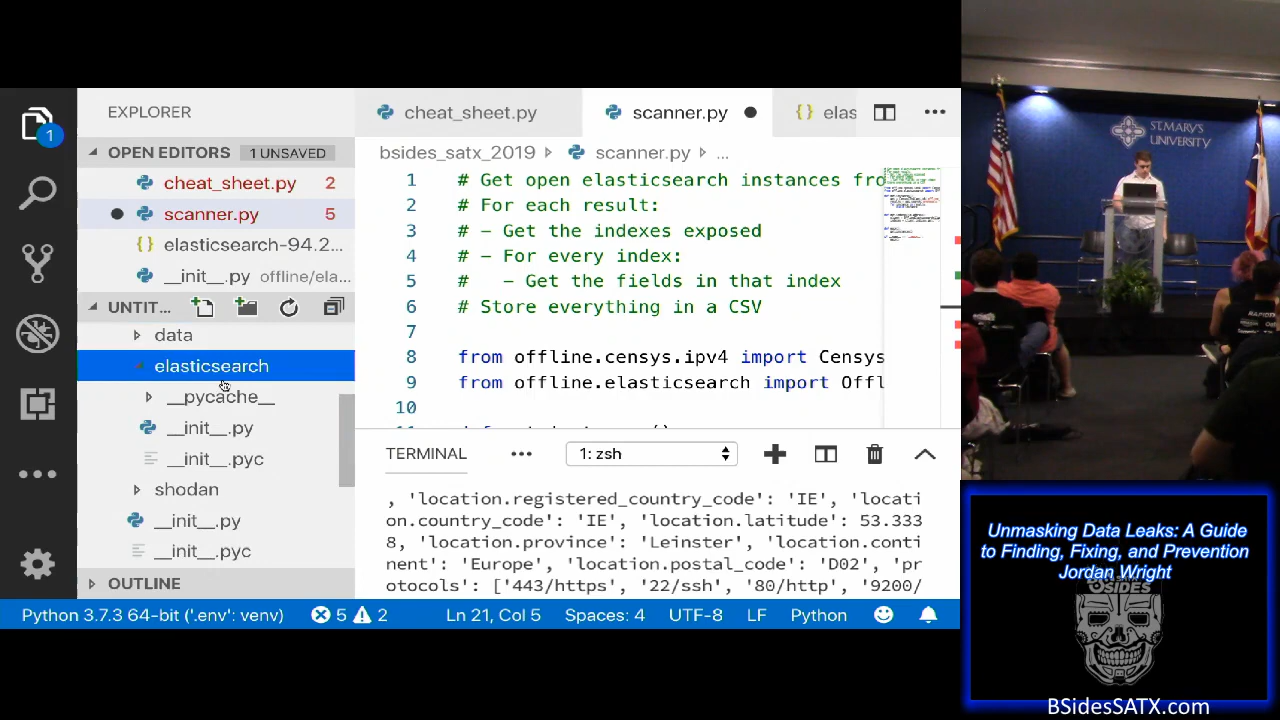 EXPLORER
OPEN EDITORS 1 UNSAVED
cheat_sheet.py 2
scanner.py 5
elasticsearch-94.2...
__init__.py offline/ela...
UNTIT...
data
elasticsearch
__pycache__
__init__.py
__init__.pyc
shodan
__init__.py
__init__.pyc
OUTLINE
1
cheat_sheet.py scanner.py {} elas
bsides_satx_2019 scanner.py ...
1 # Get open elasticsearch instances fro
2 # For each result:
3 # – Get the indexes exposed
4 # – For every index:
5 #   – Get the fields in that index
6 # Store everything in a CSV
7
8 from offline.censys.ipv4 import Censys
9 from offline.elasticsearch import Offl
10
11
TERMINAL ... 1: zsh
, 'location.registered_country_code': 'IE', 'locati
on.country_code': 'IE', 'location.latitude': 53.333
8, 'location.province': 'Leinster', 'location.conti
nent': 'Europe', 'location.postal_code': 'D02', 'pr
otocols': ['443/https', '22/ssh', '80/http', '9200/
Python 3.7.3 64-bit ('.env': venv) 5 2 Ln 21, Col 5 Spaces: 4 UTF-8 LF Python
ST. MARY'S
UNIVERSITY
Unmasking Data Leaks: A Guide
to Finding, Fixing, and Prevention
Jordan Wright
BSIDES
BSidesSATX.com